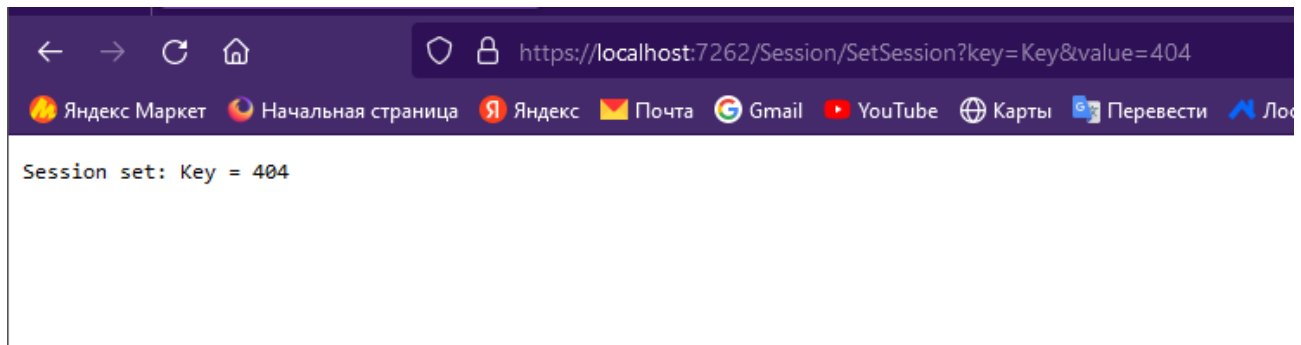 https://localhost:7262/Session/SetSession?key=Key&value=404
Яндекс Маркет Начальная страница Яндекс Почта Gmail YouTube Карты Перевести
Session set: Key = 404